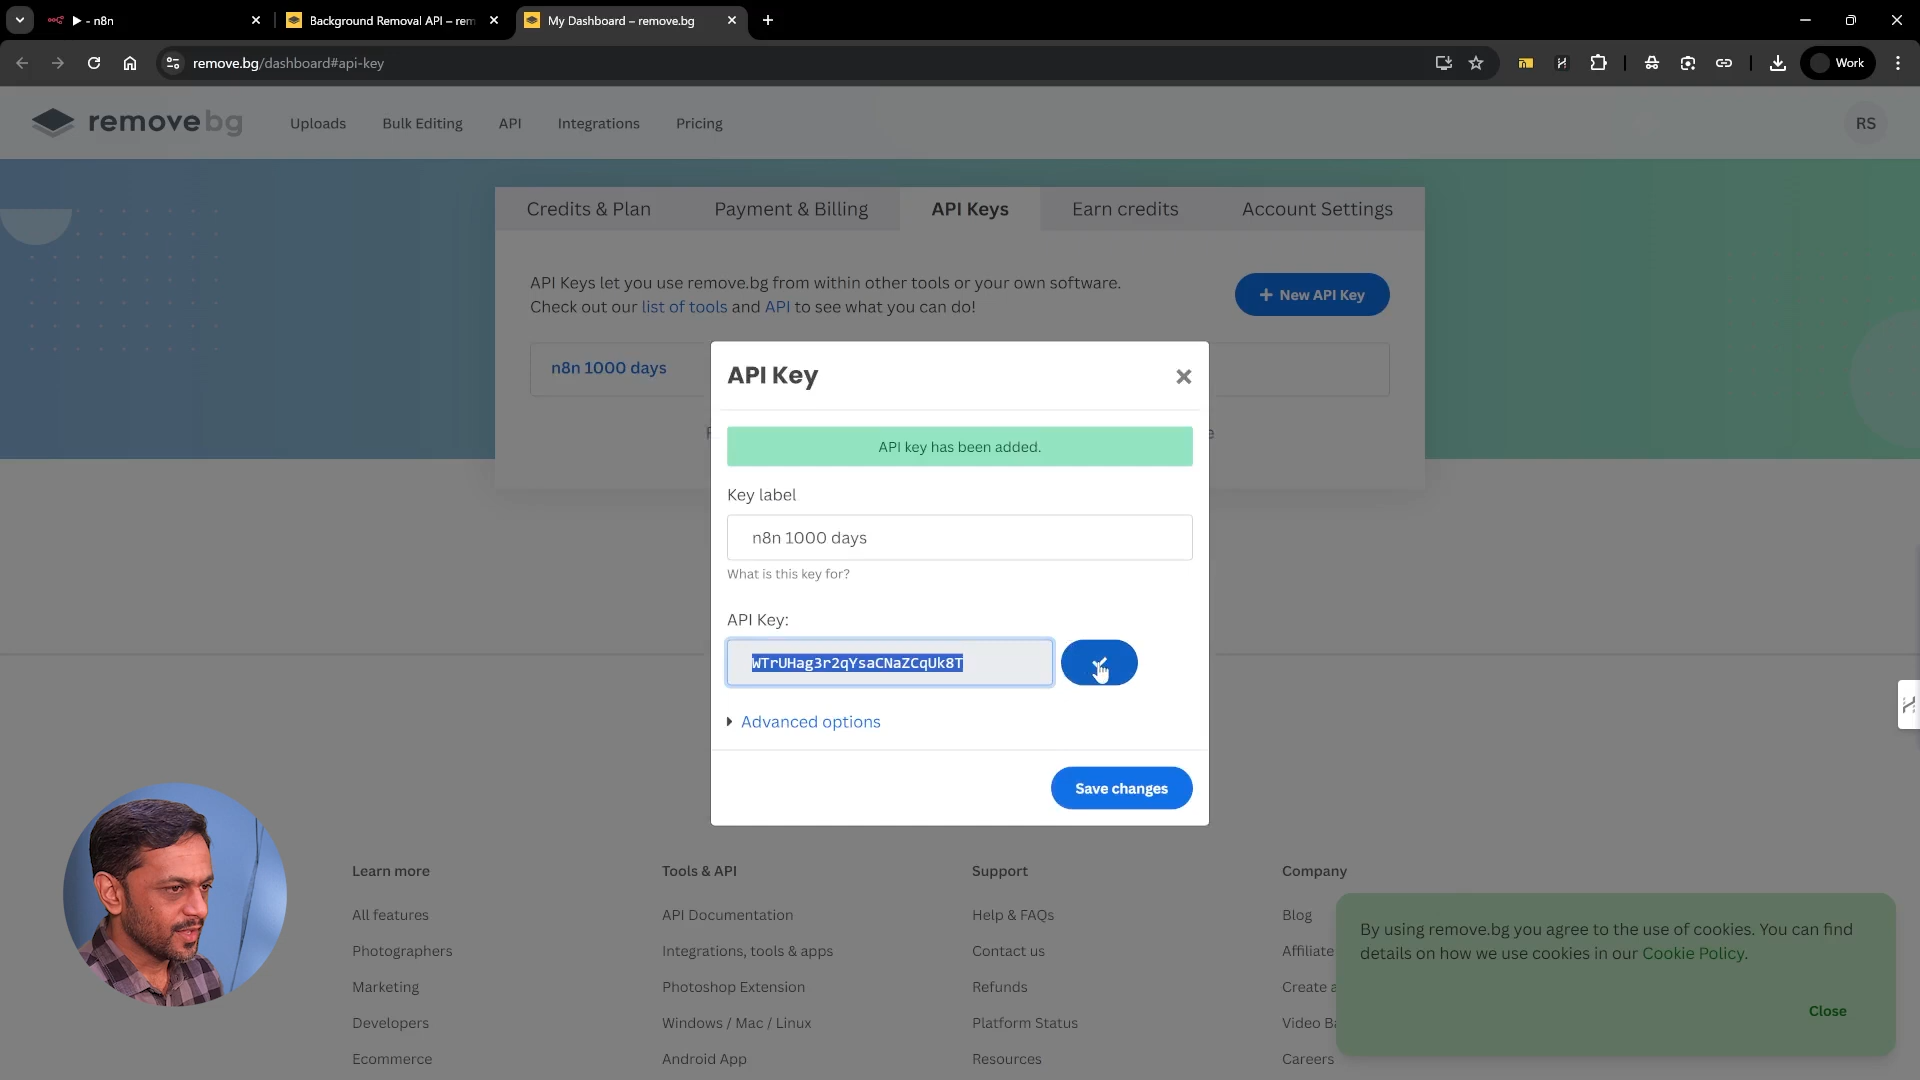 ▶ - n8n
Background Removal API – rem
My Dashboard – remove.bg
remove.bg/dashboard#api-key
Work
removebg
Uploads
Bulk Editing
API
Integrations
Pricing
RS
Credits & Plan
Payment & Billing
API Keys
Earn credits
Account Settings
API Keys let you use remove.bg from within other tools or your own software.
Check out our list of tools and API to see what you can do!
+ New API Key
n8n 1000 days
API Key
API key has been added.
Key label
n8n 1000 days
What is this key for?
API Key:
WTrUHag3r2qYsaCNaZCqUk8T
Advanced options
Save changes
Learn more
Tools & API
Support
Company
All features
API Documentation
Help & FAQs
Blog
Photographers
Integrations, tools & apps
Contact us
Affiliate
Marketing
Photoshop Extension
Refunds
Create a
Developers
Windows / Mac / Linux
Platform Status
Video Ba
Ecommerce
Android App
Resources
Careers
By using remove.bg you agree to the use of cookies. You can find
details on how we use cookies in our Cookie Policy.
Close